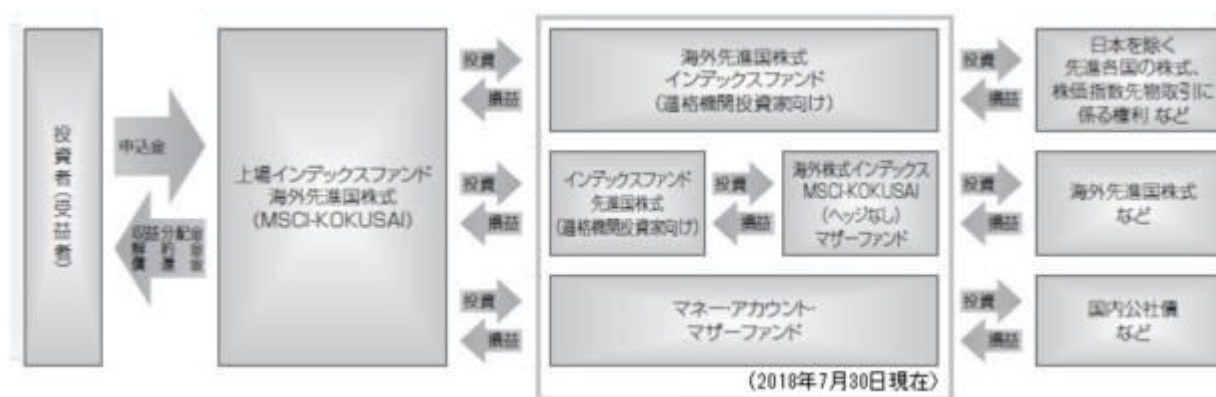 投資者(受益者)
申込金
収益分配金
解約金
償還金
上場インデックスファンド
海外先進国株式
(MSCI-KOKUSAI)
投資
損益
海外先進国株式
インデックスファンド
(適格機関投資家向け)
投資
損益
日本を除く
先進各国の株式、
株価指数先物取引に
係る権利 など
投資
損益
インデックスファンド
先進国株式
(適格機関投資家向け)
投資
損益
海外株式インデックス
MSCI-KOKUSAI
(ヘッジなし)
マザーファンド
投資
損益
海外先進国株式
など
投資
損益
マネー・アカウント・
マザーファンド
投資
損益
国内公社債
など
(2018年7月30日現在)